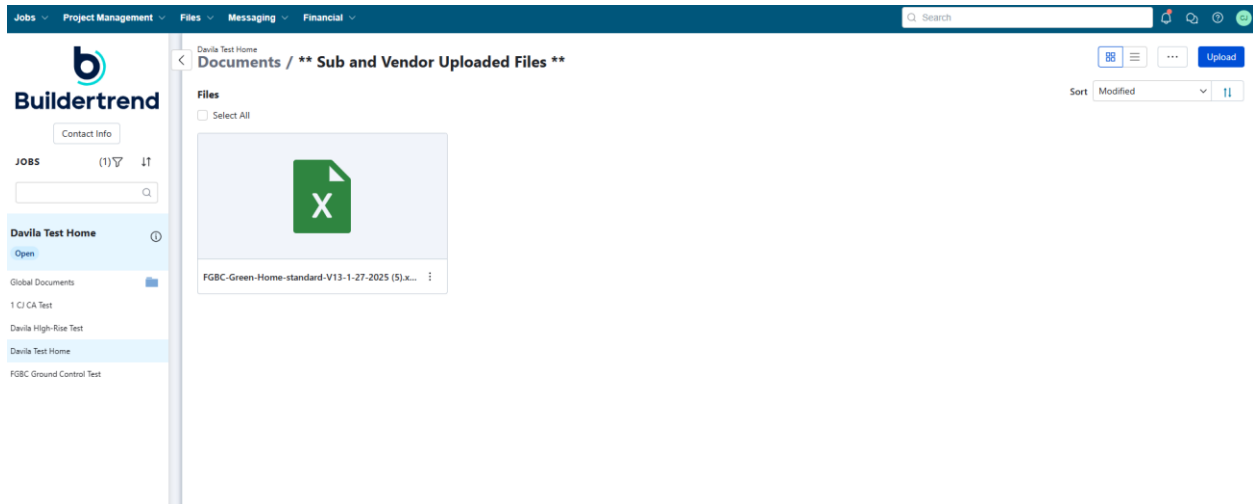 Jobs Project Management Files Messaging Financial Search CJ
Buildertrend
Contact Info
JOBS (1)
Davila Test Home
Open
Global Documents
1 CJ CA Test
Davila HIgh-Rise Test
Davila Test Home
FGBC Ground Control Test
Davila Test Home
Documents / ** Sub and Vendor Uploaded Files **
Upload
Files
Sort Modified
Select All
X
FGBC-Green-Home-standard-V13-1-27-2025 (5).x...